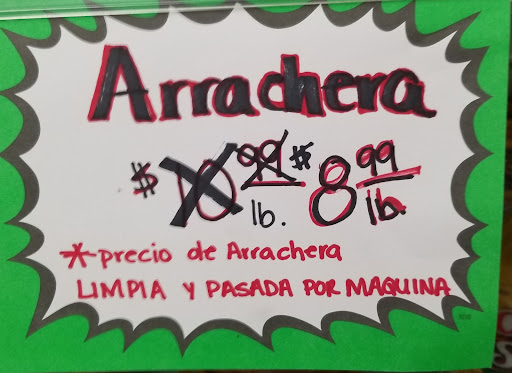 Arrachera
$10.99 lb. $8.99 lb.
*-precio de Arrachera
LIMPIA Y PASADA POR MAQUINA